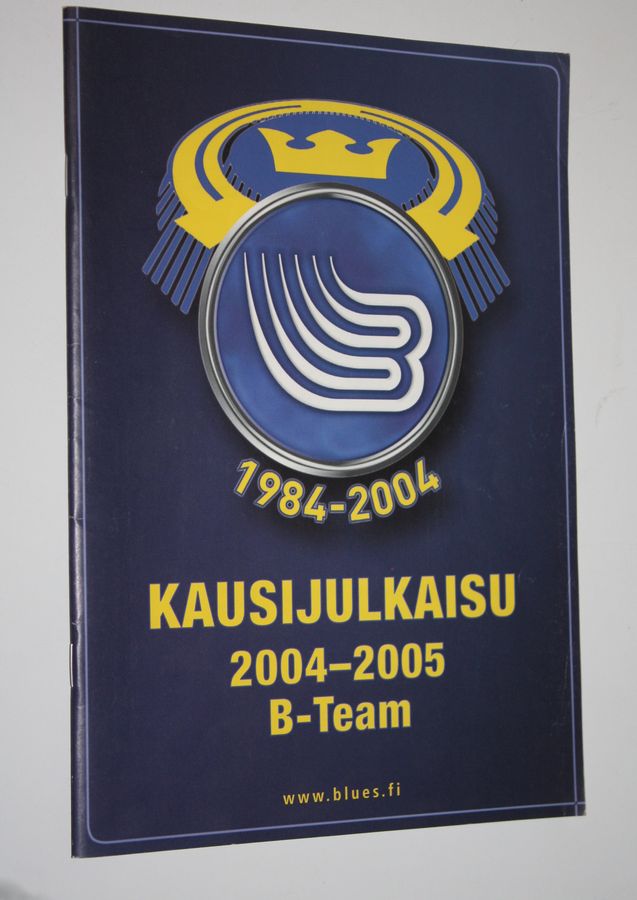 1984-2004
KAUSIJULKAISU
2004–2005
B-Team
www.blues.fi